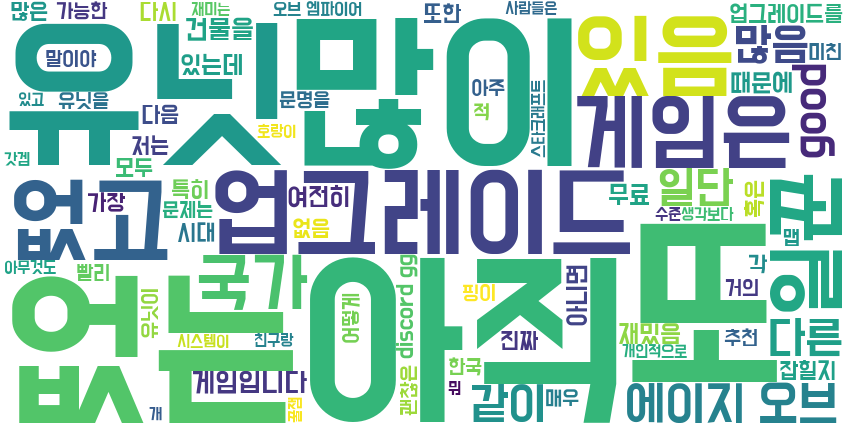 많은 가능한 다시 재미는 오브 엠파이어 또한 사람들은 업그레이드를
건물을 많음 미친
유닛 많이 있음
말이야 있는데 아주 때문에 good
있고 유닛을 다음 문명을 적 스타크래프트 게임은
갓겜 저는 호랑이
모두
없고 가장 특히 업그레이드 여전히 무료 일단 혹은 필요
문제는 시대 없음 수준 생각보다
아무것도 빨리 국가 gg 또 맵 각
없는 유닛이 어떻게 discord 아직 핑이 아니면 거의 다른
시스템이 친구랑 진짜 재밌음 추천
개인적으로
게임입니다 괜찮은 한국 잡힐지
개 꿀잼 뭔 같이 매우 에이지 오브